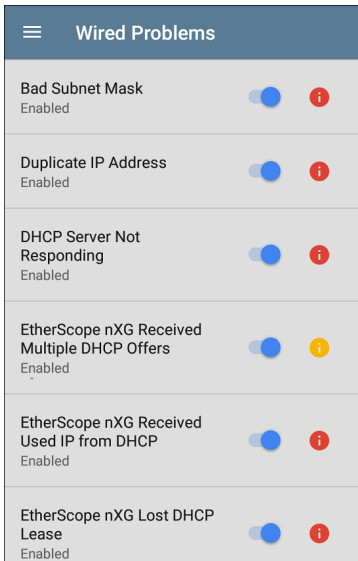 Wired Problems
Bad Subnet Mask
Enabled
Duplicate IP Address
Enabled
DHCP Server Not
Responding
Enabled
EtherScope nXG Received
Multiple DHCP Offers
Enabled
EtherScope nXG Received
Used IP from DHCP
Enabled
EtherScope nXG Lost DHCP
Lease
Enabled